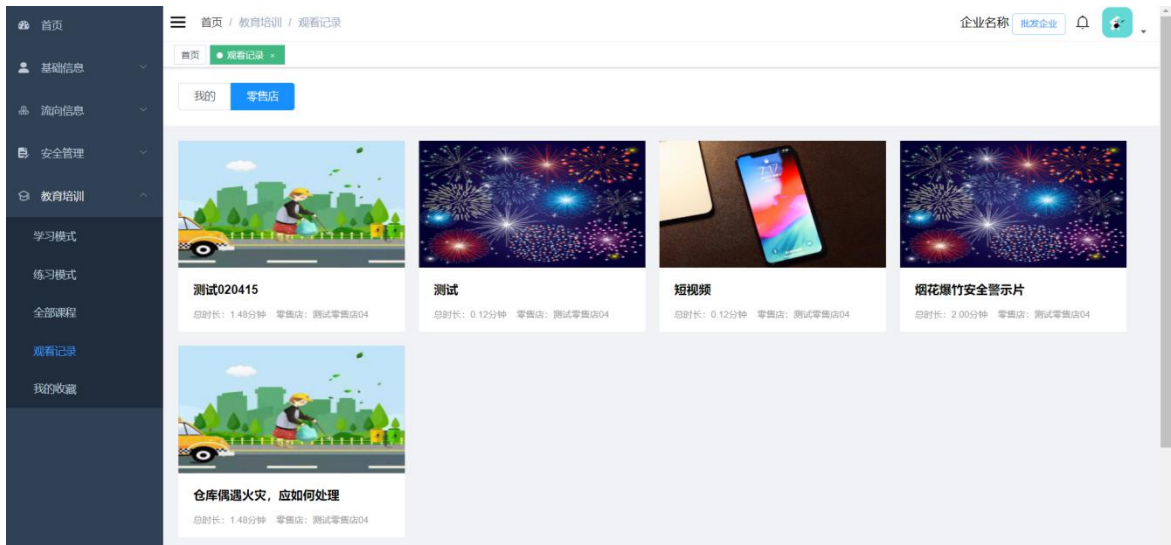 首页
基础信息
流向信息
安全管理
教育培训
学习模式
练习模式
全部课程
观看记录
我的收藏
首页 / 教育培训 / 观看记录
企业名称 批发企业
首页 观看记录 ×
我的 零售店
测试020415
总时长：1.48分钟 零售店：测试零售店04
测试
总时长：0.12分钟 零售店：测试零售店04
短视频
总时长：0.12分钟 零售店：测试零售店04
烟花爆竹安全警示片
总时长：2.00分钟 零售店：测试零售店04
仓库偶遇火灾，应如何处理
总时长：1.48分钟 零售店：测试零售店04